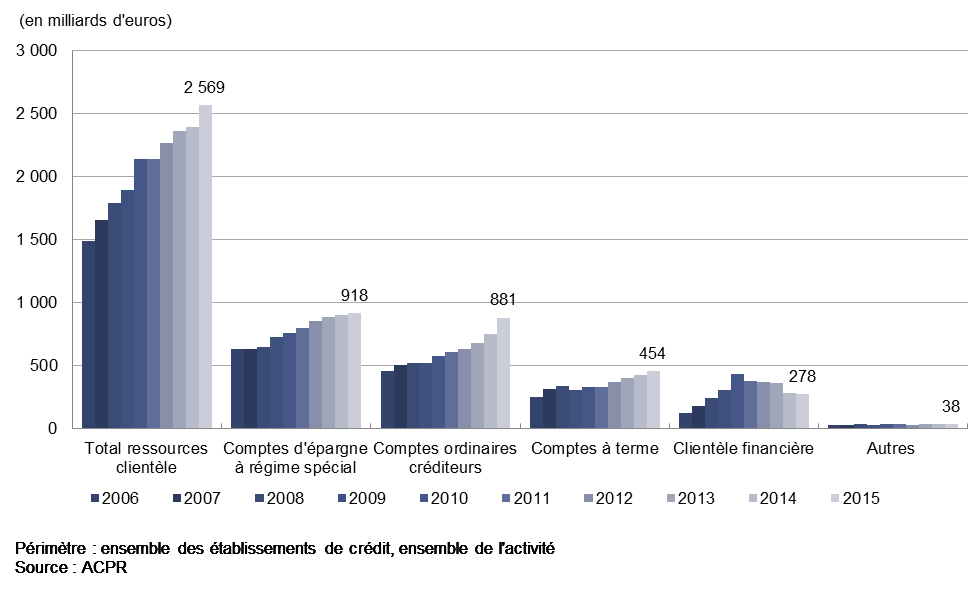 (en milliards d'euros)
3 000
2 500
2 000
1 500
1 000
500
0
2 569
918
881
454
278
38
Total ressources clientèle
Comptes d'épargne à régime spécial
Comptes ordinaires créditeurs
Comptes à terme
Clientèle financière
Autres
2006 2007 2008 2009 2010 2011 2012 2013 2014 2015
Périmètre : ensemble des établissements de crédit, ensemble de l'activité
Source : ACPR